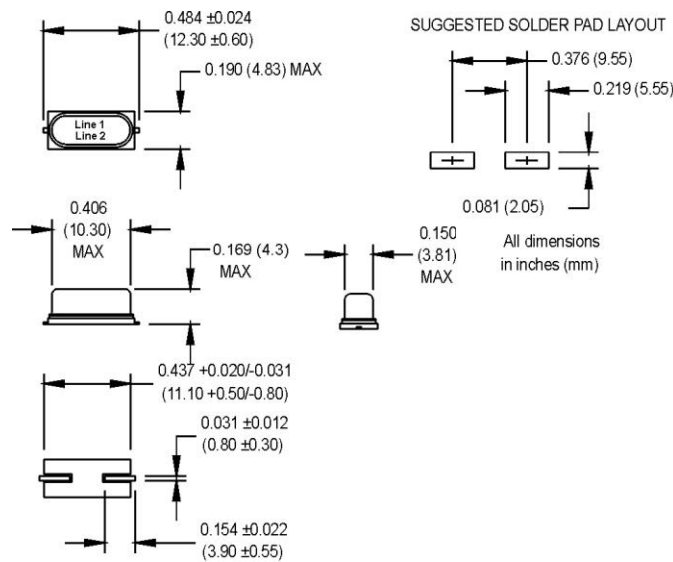 0.484 ±0.024
(12.30 ±0.60)
0.190 (4.83) MAX
Line 1
Line 2
SUGGESTED SOLDER PAD LAYOUT
0.376 (9.55)
0.219 (5.55)
0.081 (2.05)
All dimensions
in inches (mm)
0.406
(10.30)
MAX
0.169 (4.3)
MAX
0.150
(3.81)
MAX
0.437 +0.020/-0.031
(11.10 +0.50/-0.80)
0.031 ±0.012
(0.80 ±0.30)
0.154 ±0.022
(3.90 ±0.55)